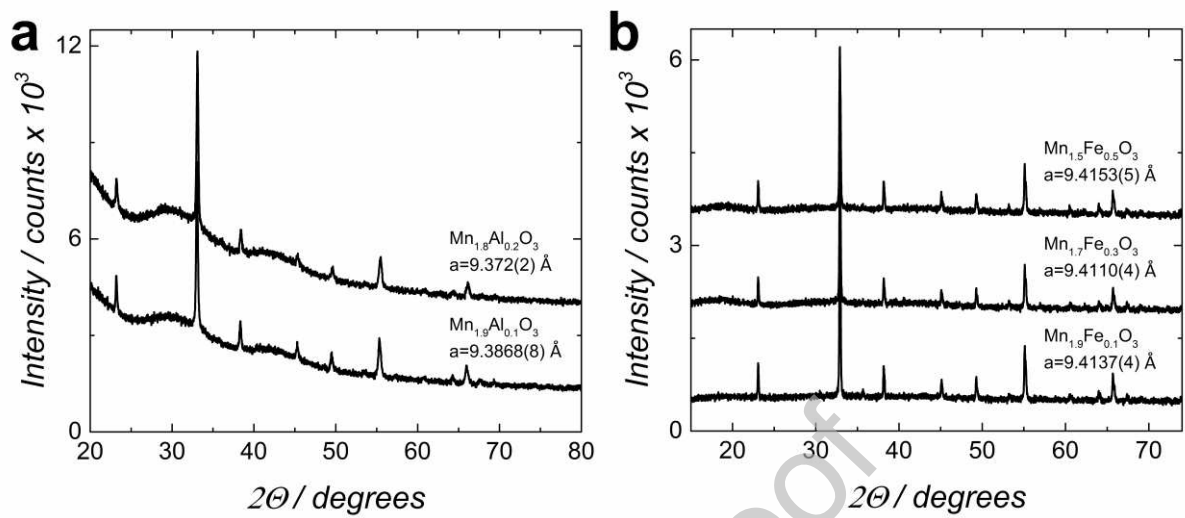 a
Intensity / counts x 10³
12
6
0
Mn₁.₈Al₀.₂O₃
a=9.372(2) Å
Mn₁.₉Al₀.₁O₃
a=9.3868(8) Å
20 30 40 50 60 70 80
2Θ / degrees
b
Intensity / counts x 10³
6
3
0
Mn₁.₅Fe₀.₅O₃
a=9.4153(5) Å
Mn₁.₇Fe₀.₃O₃
a=9.4110(4) Å
Mn₁.₉Fe₀.₁O₃
a=9.4137(4) Å
20 30 40 50 60 70
2Θ / degrees